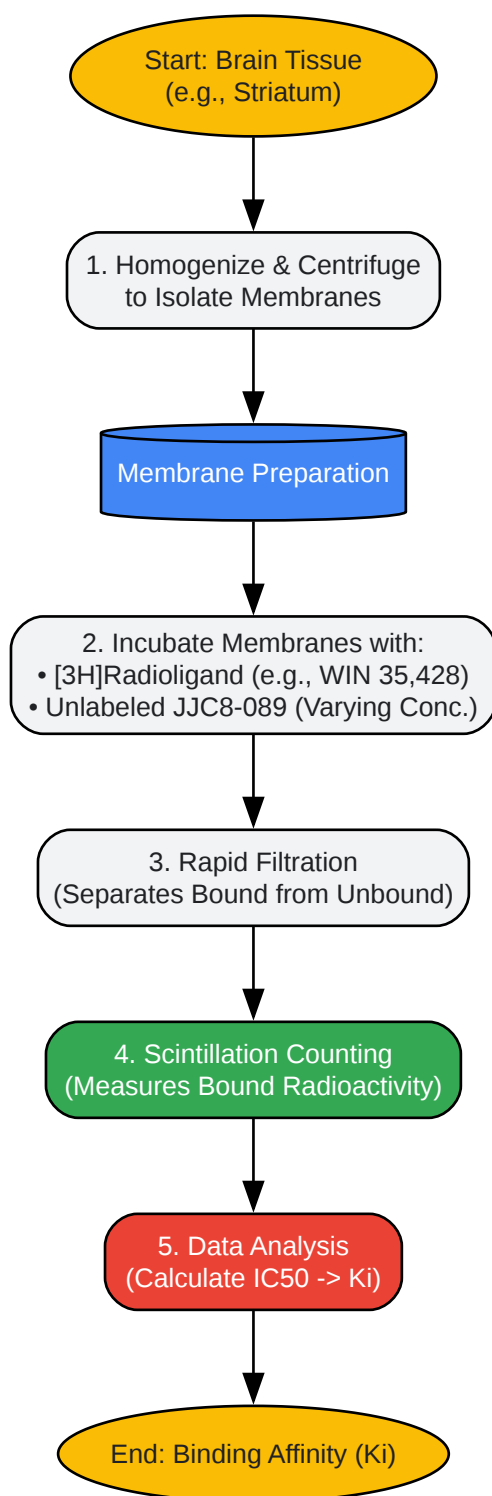 Start: Brain Tissue
(e.g., Striatum)
1. Homogenize & Centrifuge
to Isolate Membranes
Membrane Preparation
2. Incubate Membranes with:
• [3H]Radioligand (e.g., WIN 35,428)
• Unlabeled JJC8-089 (Varying Conc.)
3. Rapid Filtration
(Separates Bound from Unbound)
4. Scintillation Counting
(Measures Bound Radioactivity)
5. Data Analysis
(Calculate IC50 -> Ki)
End: Binding Affinity (Ki)